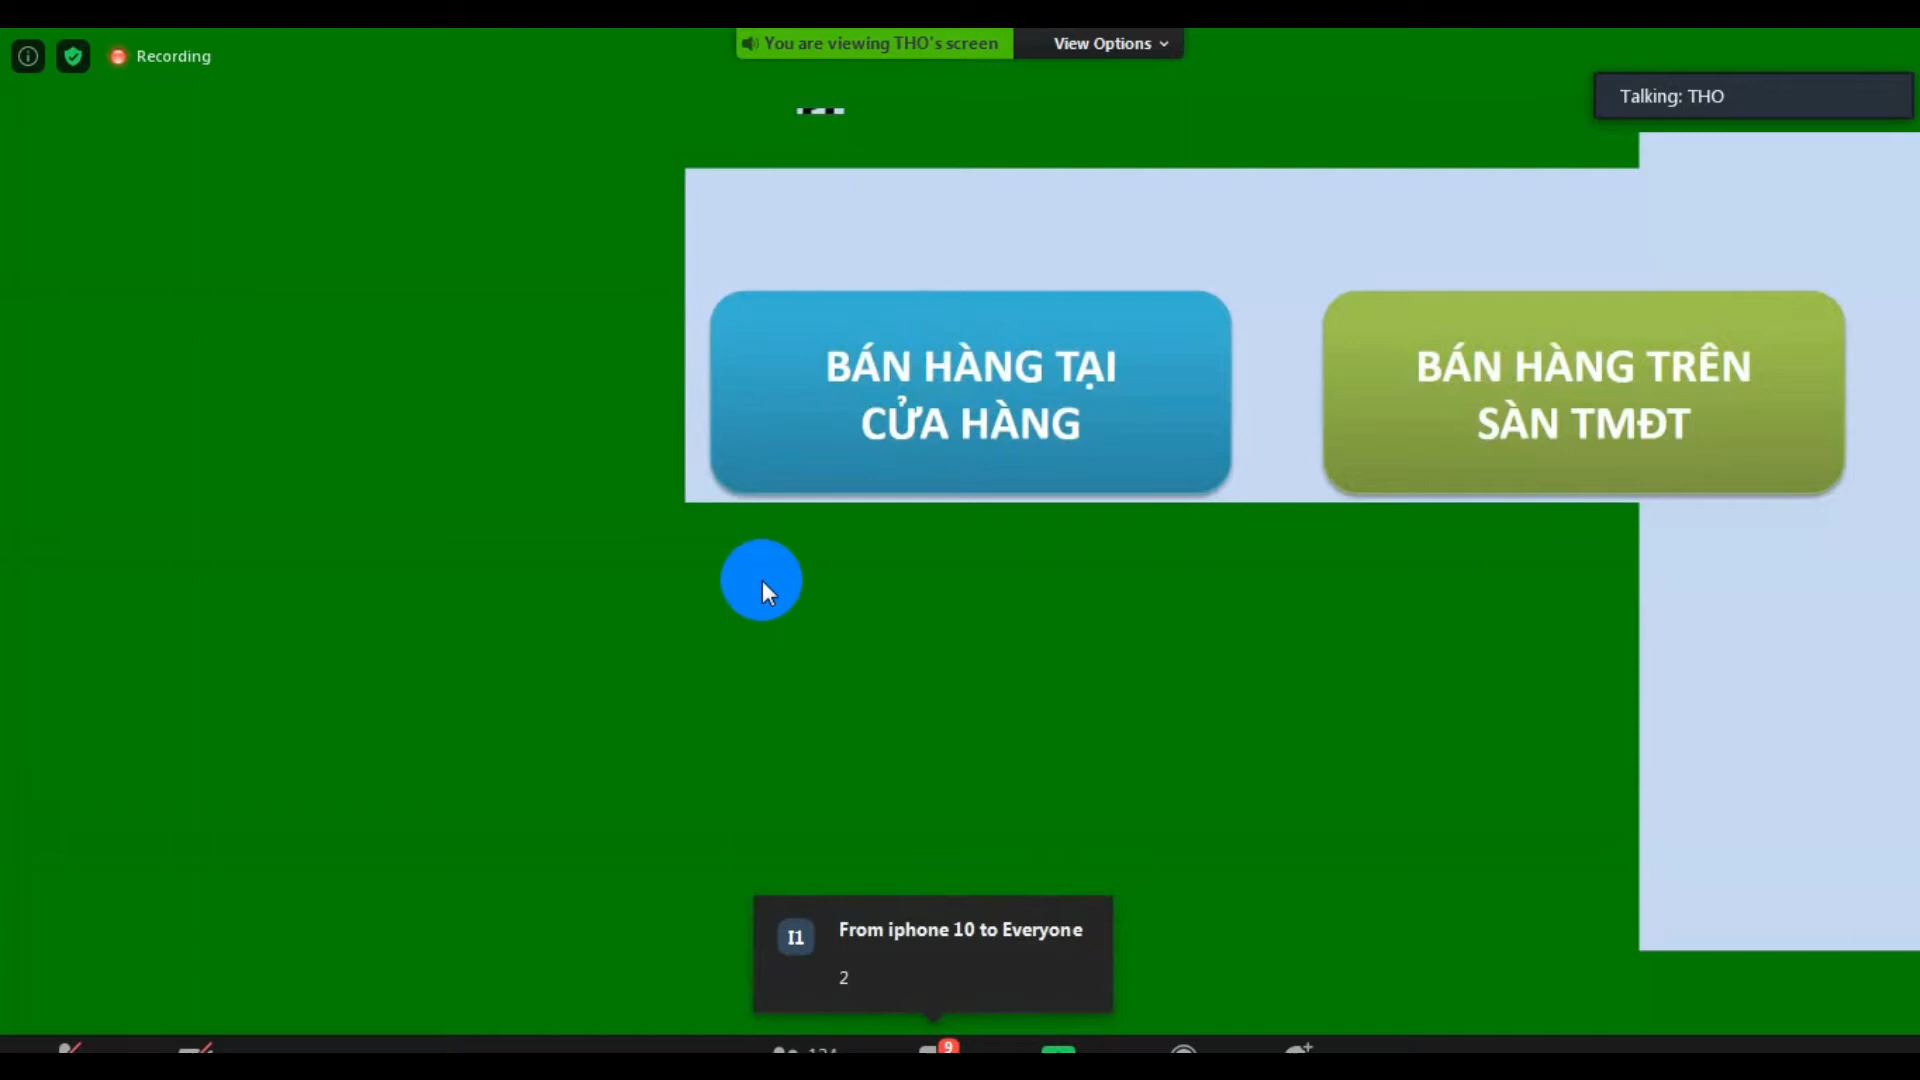 You are viewing THO's screen
View Options
Recording
Talking: THO
BÁN HÀNG TẠI
CỬA HÀNG
BÁN HÀNG TRÊN
SÀN TMĐT
I1
From iphone 10 to Everyone
2
9